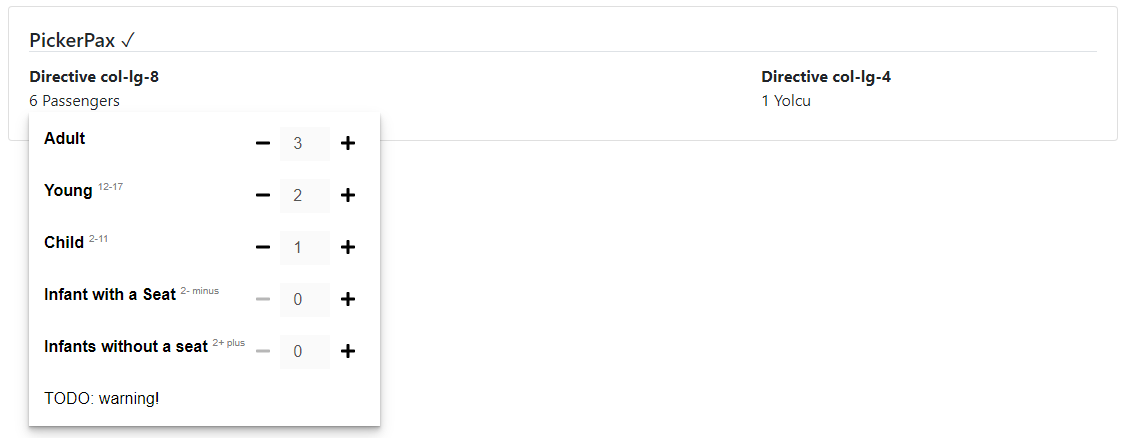 PickerPax ✓
Directive col-lg-8
6 Passengers
Directive col-lg-4
1 Yolcu
Adult − 3 +
Young 12-17 − 2 +
Child 2-11 − 1 +
Infant with a Seat 2- minus − 0 +
Infants without a seat 2+ plus − 0 +
TODO: warning!